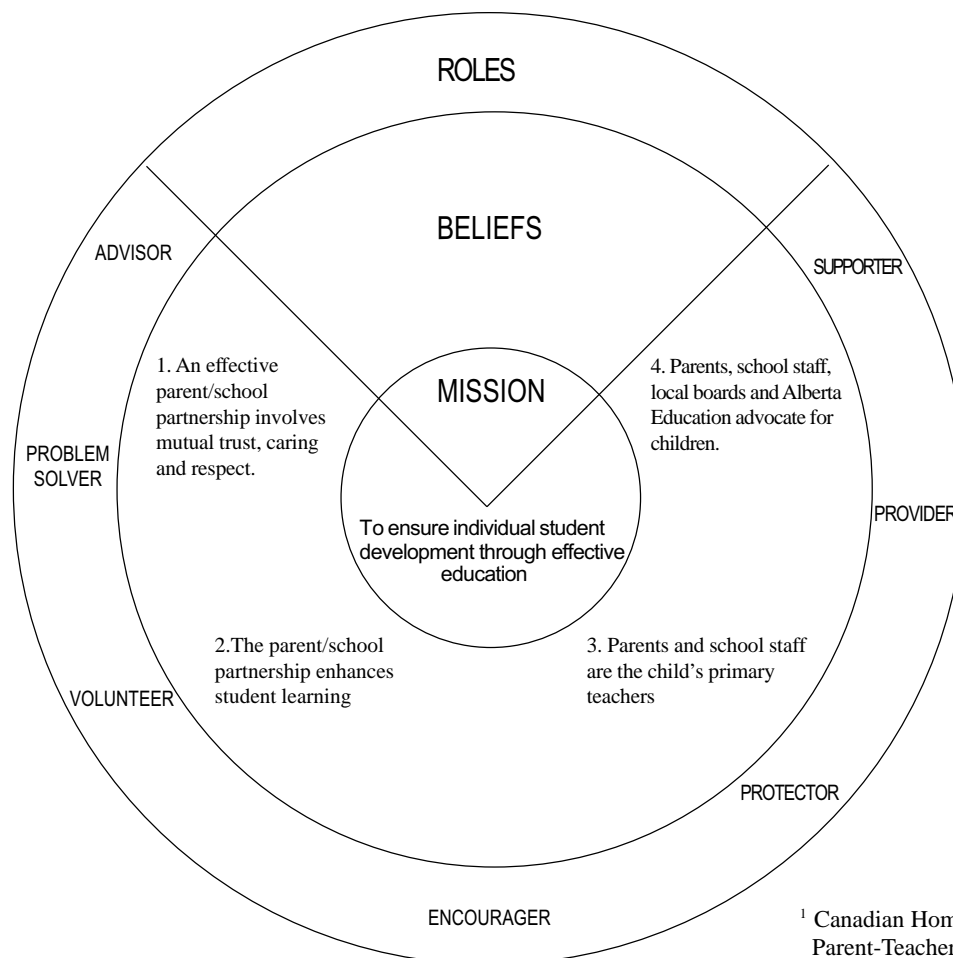 ROLES
BELIEFS
MISSION
To ensure individual student
development through effective
education
1. An effective
parent/school
partnership involves
mutual trust, caring
and respect.
2.The parent/school
partnership enhances
student learning
3. Parents and school staff
are the child’s primary
teachers
4. Parents, school staff,
local boards and Alberta
Education advocate for
children.
ADVISOR
PROBLEM
SOLVER
VOLUNTEER
ENCOURAGER
PROTECTOR
PROVIDER
SUPPORTER
1 Canadian Hom
Parent-Teacher